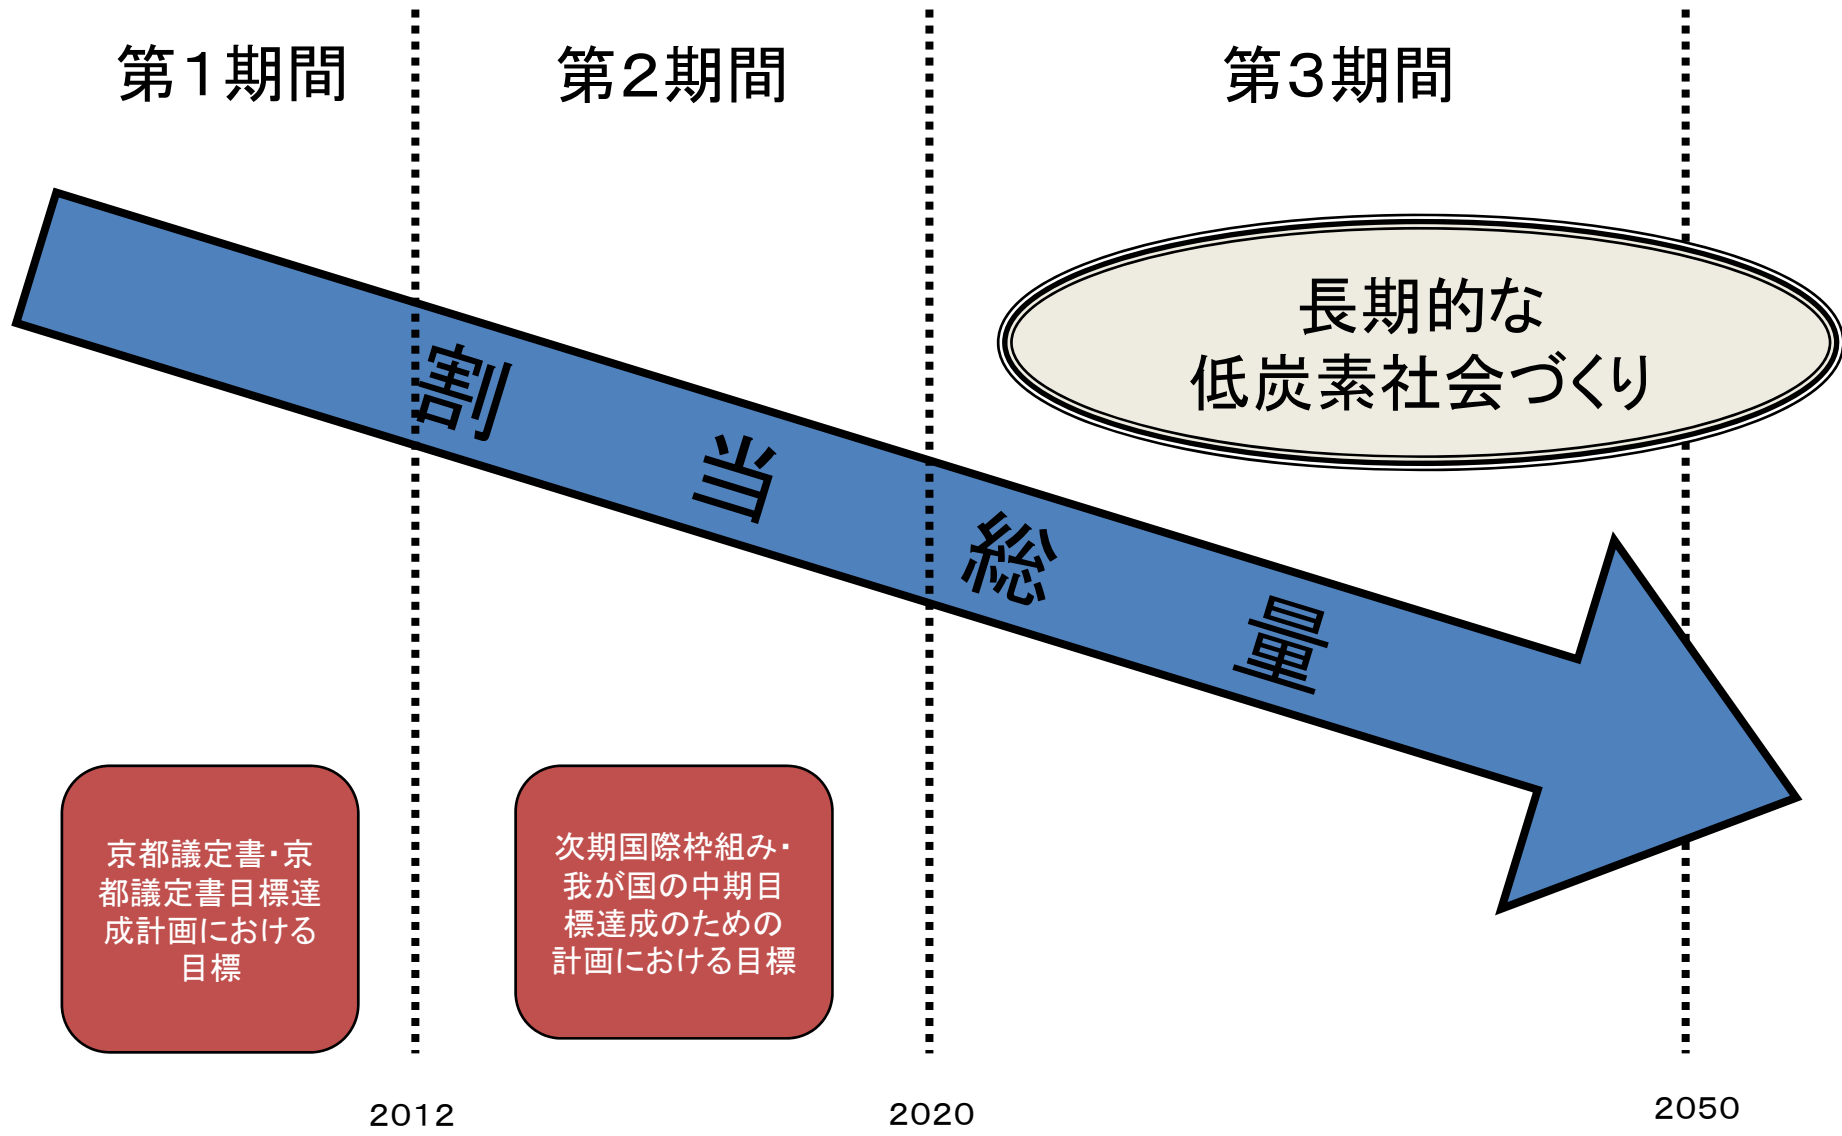 第1期間
第2期間
第3期間
長期的な
低炭素社会づくり
割当総量
京都議定書・京
都議定書目標達
成計画における
目標
次期国際枠組み・
我が国の中期目
標達成のための
計画における目標
2012
2020
2050